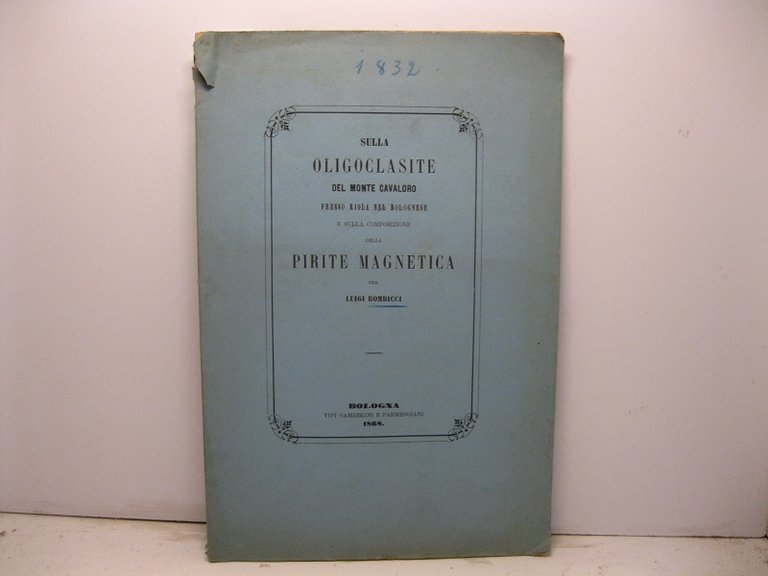 1832
SULLA
OLIGOCLASITE
DEL MONTE CAVALORO
PRESSO RIOLA NEL BOLOGNESE
E SULLA COMPOSIZIONE
DELLA
PIRITE MAGNETICA
PER
LUIGI BOMBICCI
BOLOGNA
TIPI GAMBERINI E PARMEGGIANI
1868.